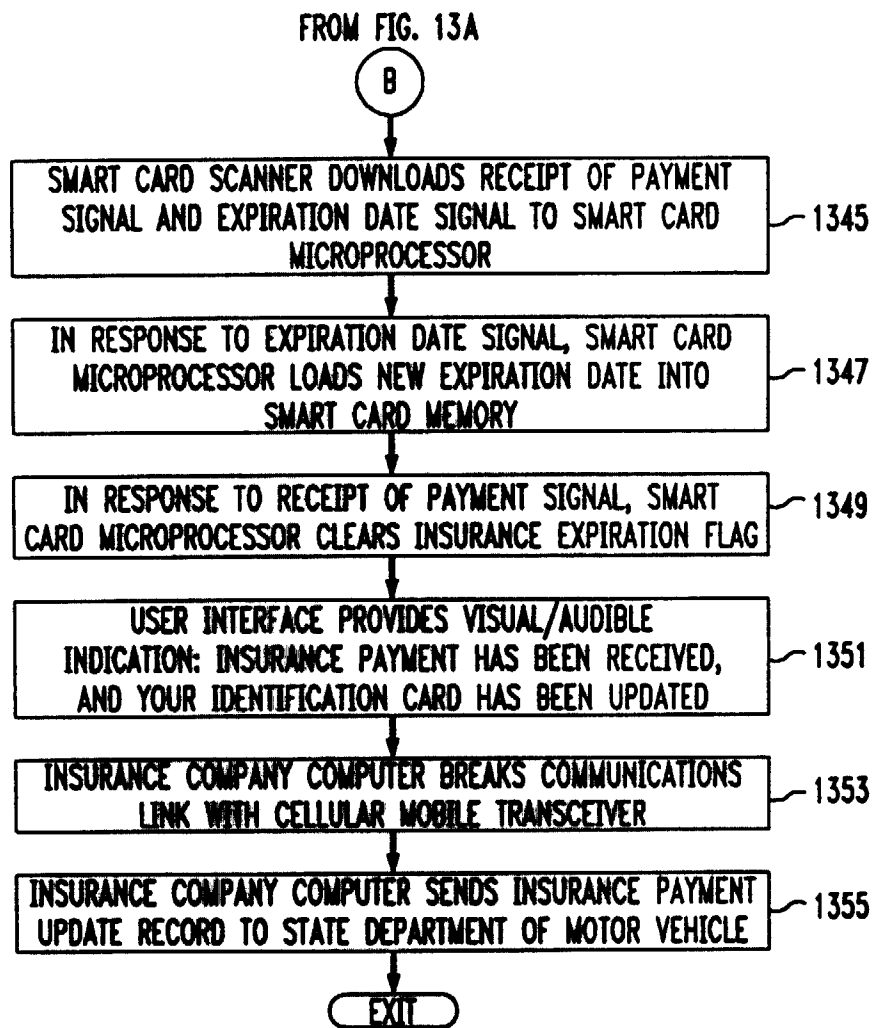 FROM FIG. 13A
B
SMART CARD SCANNER DOWNLOADS RECEIPT OF PAYMENT
SIGNAL AND EXPIRATION DATE SIGNAL TO SMART CARD
MICROPROCESSOR
1345
IN RESPONSE TO EXPIRATION DATE SIGNAL, SMART CARD
MICROPROCESSOR LOADS NEW EXPIRATION DATE INTO
SMART CARD MEMORY
1347
IN RESPONSE TO RECEIPT OF PAYMENT SIGNAL, SMART
CARD MICROPROCESSOR CLEARS INSURANCE EXPIRATION FLAG
1349
USER INTERFACE PROVIDES VISUAL/AUDIBLE
INDICATION: INSURANCE PAYMENT HAS BEEN RECEIVED,
AND YOUR IDENTIFICATION CARD HAS BEEN UPDATED
1351
INSURANCE COMPANY COMPUTER BREAKS COMMUNICATIONS
LINK WITH CELLULAR MOBILE TRANSCEIVER
1353
INSURANCE COMPANY COMPUTER SENDS INSURANCE PAYMENT
UPDATE RECORD TO STATE DEPARTMENT OF MOTOR VEHICLE
1355
EXIT